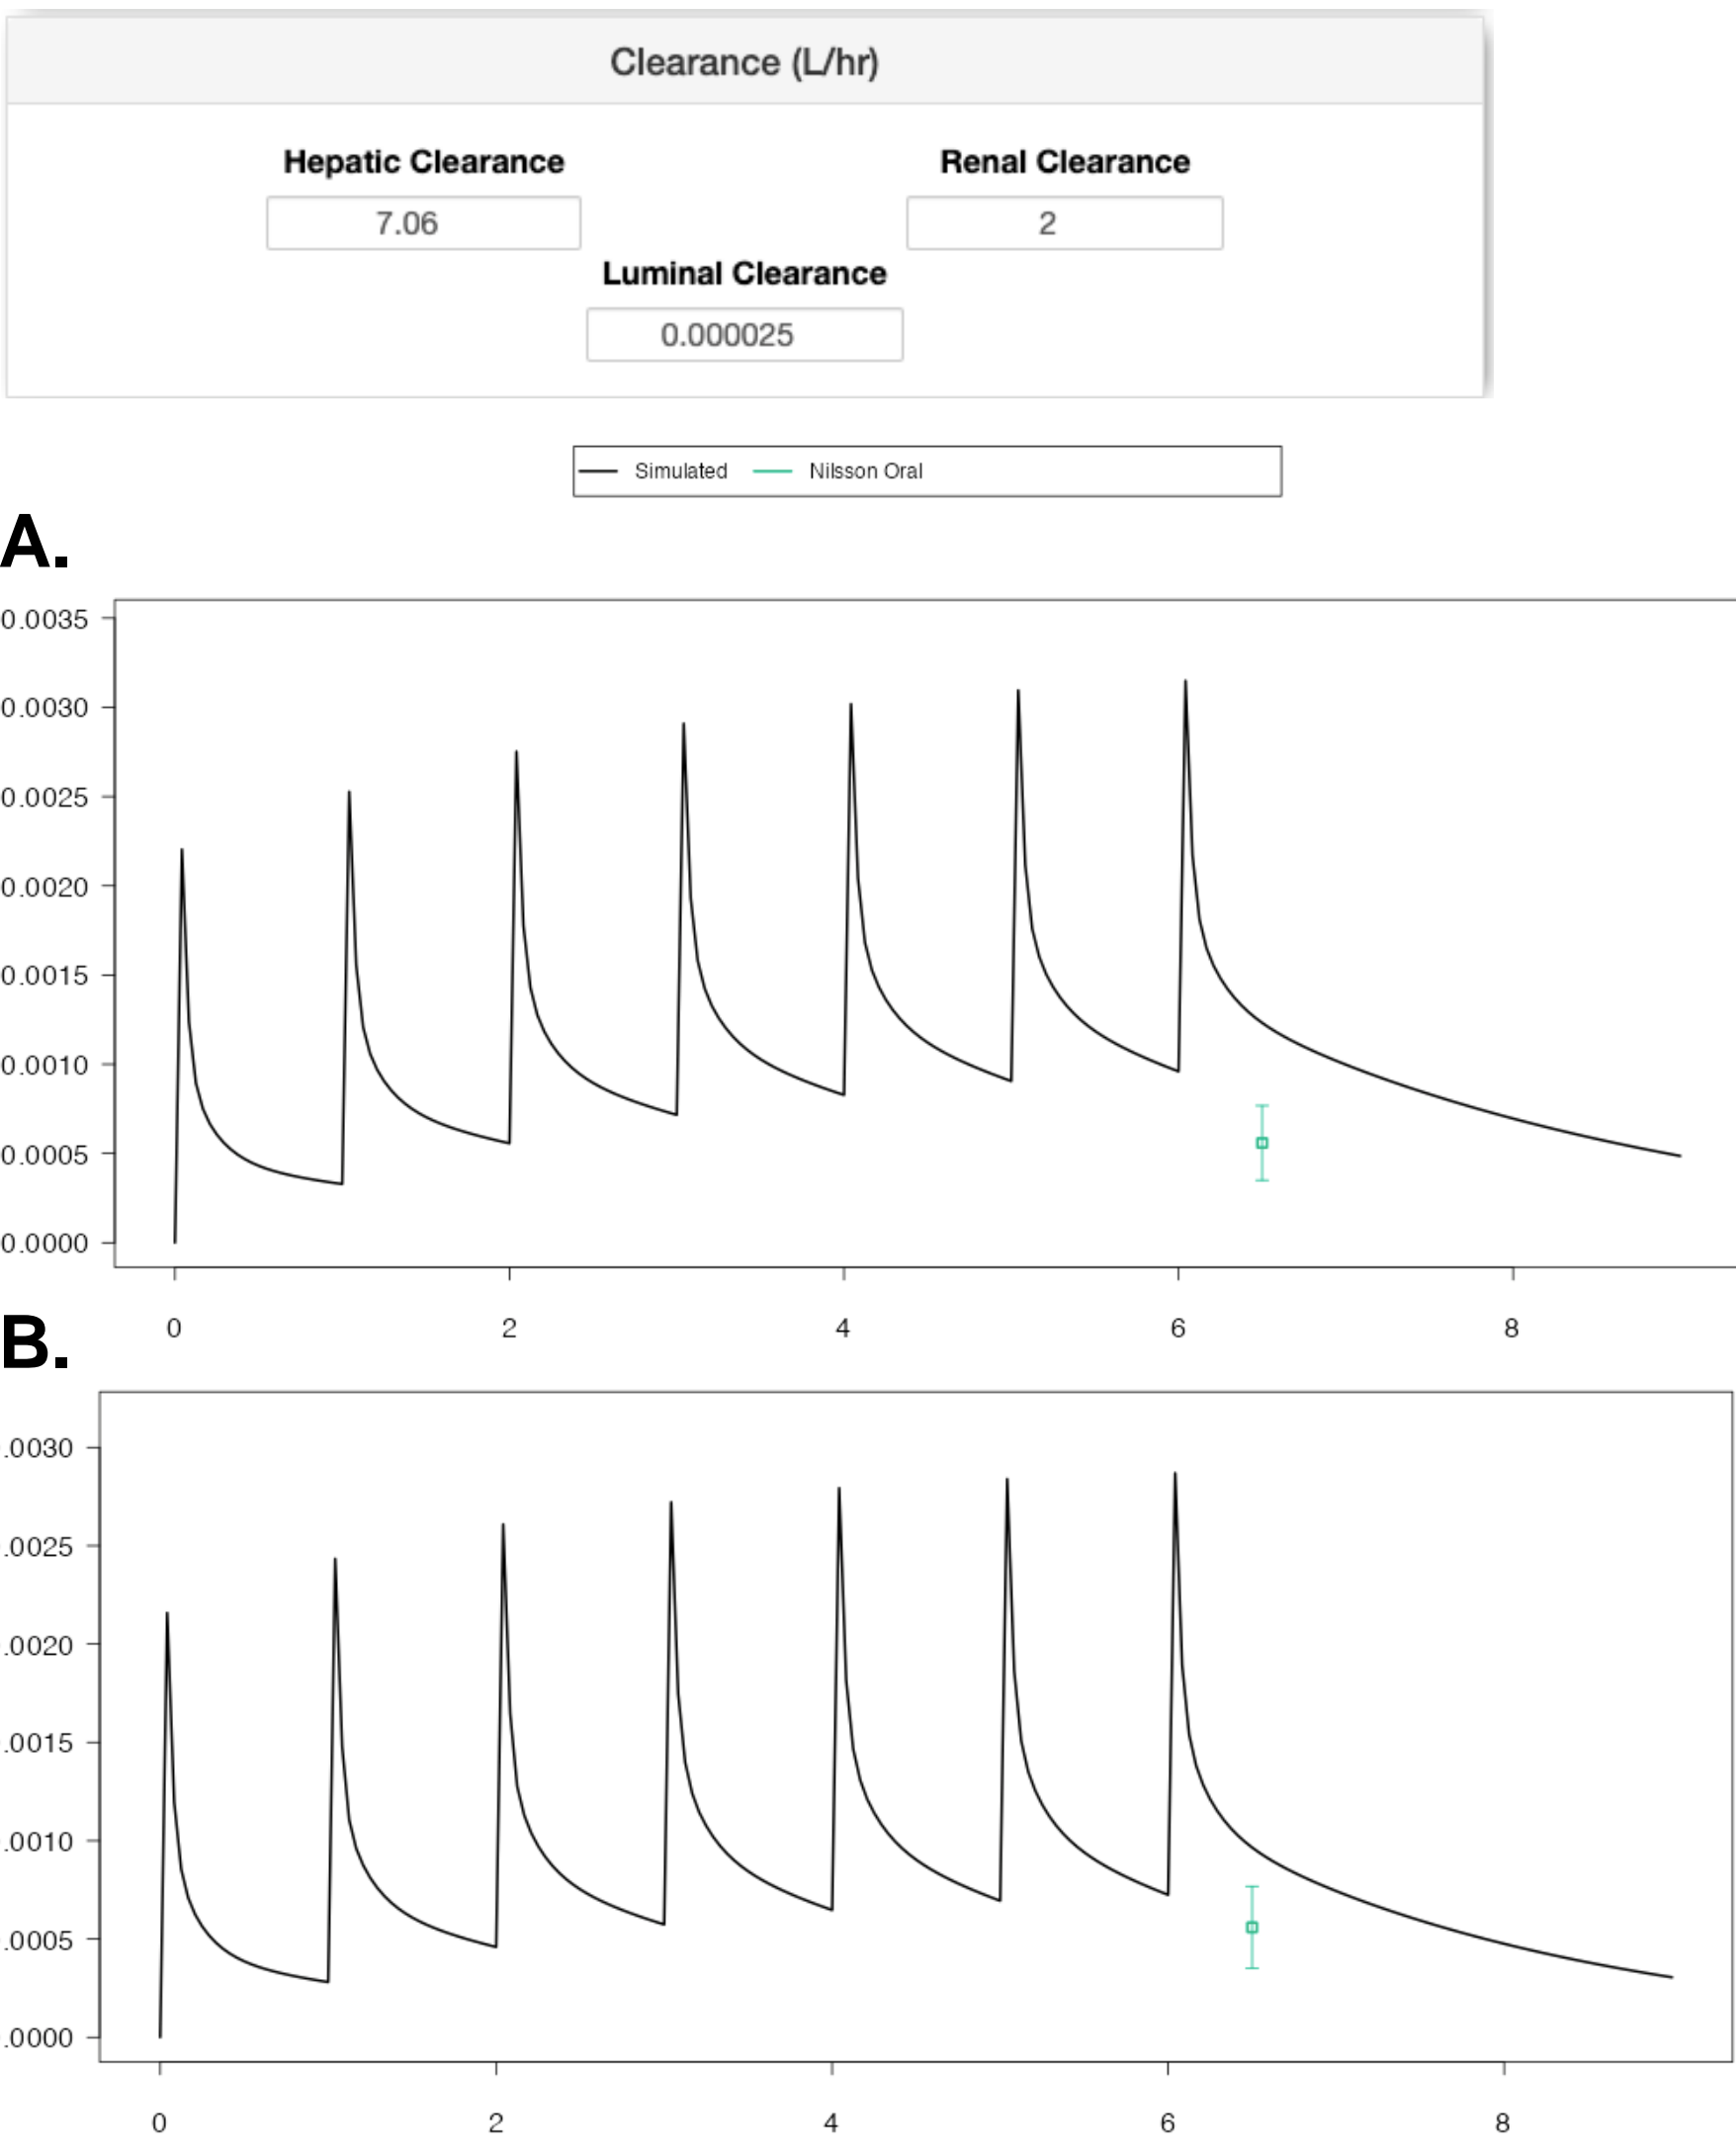 Clearance (L/hr)
Hepatic Clearance Renal Clearance
7.06 2
Luminal Clearance
0.000025
Simulated Nilsson Oral
A.
0.0035
0.0030
0.0025
0.0020
0.0015
0.0010
0.0005
0.0000
0 2 4 6 8
B.
.0030
.0025
.0020
.0015
.0010
.0005
.0000
0 2 4 6 8